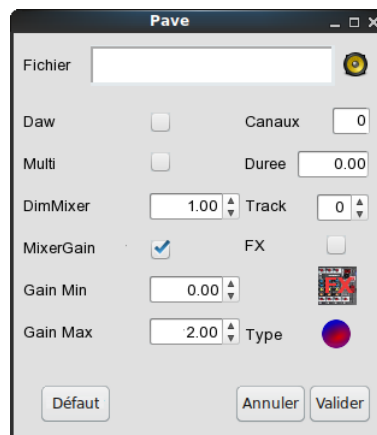 Pave
Fichier
Daw Canaux 0
Multi Duree 0.00
DimMixer 1.00 Track 0
MixerGain FX
Gain Min 0.00 FX
Gain Max 2.00 Type
Défaut Annuler Valider